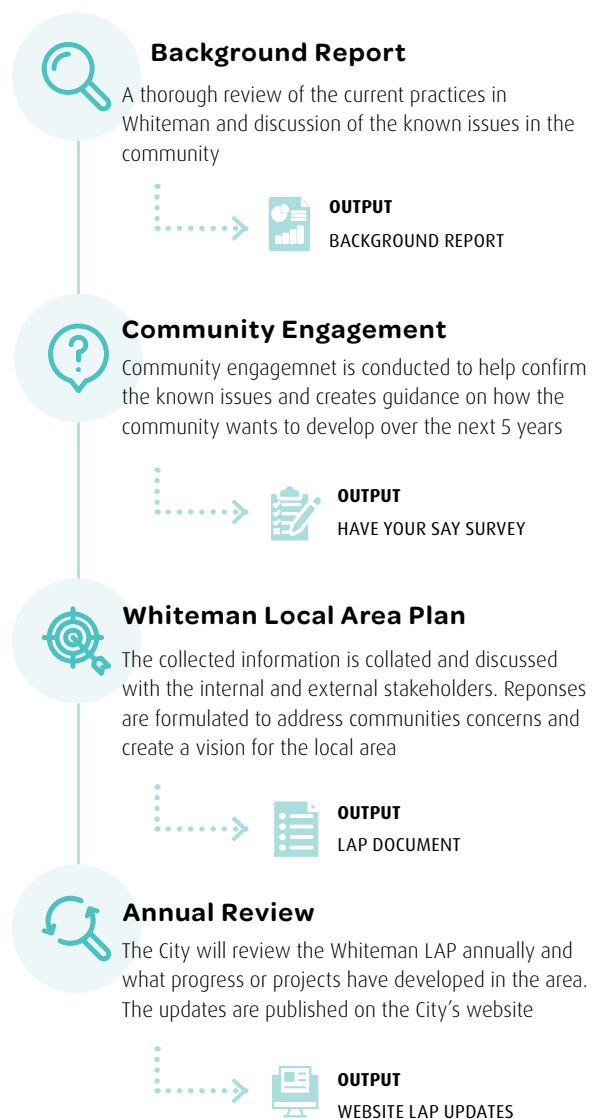 Background Report
A thorough review of the current practices in
Whiteman and discussion of the known issues in the
community
OUTPUT
BACKGROUND REPORT
Community Engagement
Community engagemnet is conducted to help confirm
the known issues and creates guidance on how the
community wants to develop over the next 5 years
OUTPUT
HAVE YOUR SAY SURVEY
Whiteman Local Area Plan
The collected information is collated and discussed
with the internal and external stakeholders. Reponses
are formulated to address communities concerns and
create a vision for the local area
OUTPUT
LAP DOCUMENT
Annual Review
The City will review the Whiteman LAP annually and
what progress or projects have developed in the area.
The updates are published on the City’s website
OUTPUT
WEBSITE LAP UPDATES